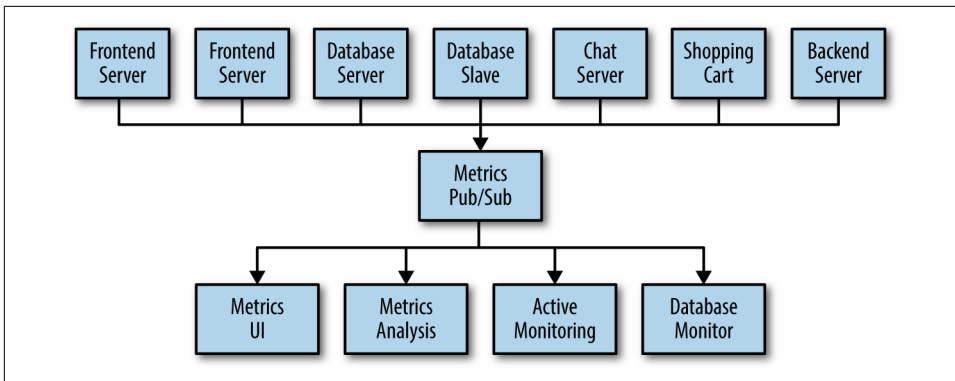 Frontend
Server
Frontend
Server
Database
Server
Database
Slave
Chat
Server
Shopping
Cart
Backend
Server
Metrics
Pub/Sub
Metrics
UI
Metrics
Analysis
Active
Monitoring
Database
Monitor